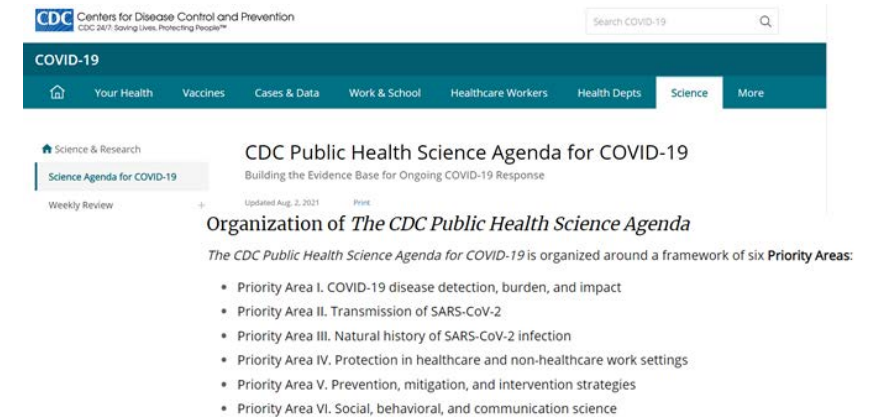 CDC Centers for Disease Control and Prevention
CDC 24/7: Saving Lives, Protecting People™
Search COVID-19
COVID-19
Your Health Vaccines Cases & Data Work & School Healthcare Workers Health Depts Science More
Science & Research
Science Agenda for COVID-19
Weekly Review +
CDC Public Health Science Agenda for COVID-19
Building the Evidence Base for Ongoing COVID-19 Response
Updated Aug. 2, 2021 Print
Organization of The CDC Public Health Science Agenda
The CDC Public Health Science Agenda for COVID-19 is organized around a framework of six Priority Areas:
• Priority Area I. COVID-19 disease detection, burden, and impact
• Priority Area II. Transmission of SARS-CoV-2
• Priority Area III. Natural history of SARS-CoV-2 infection
• Priority Area IV. Protection in healthcare and non-healthcare work settings
• Priority Area V. Prevention, mitigation, and intervention strategies
• Priority Area VI. Social, behavioral, and communication science